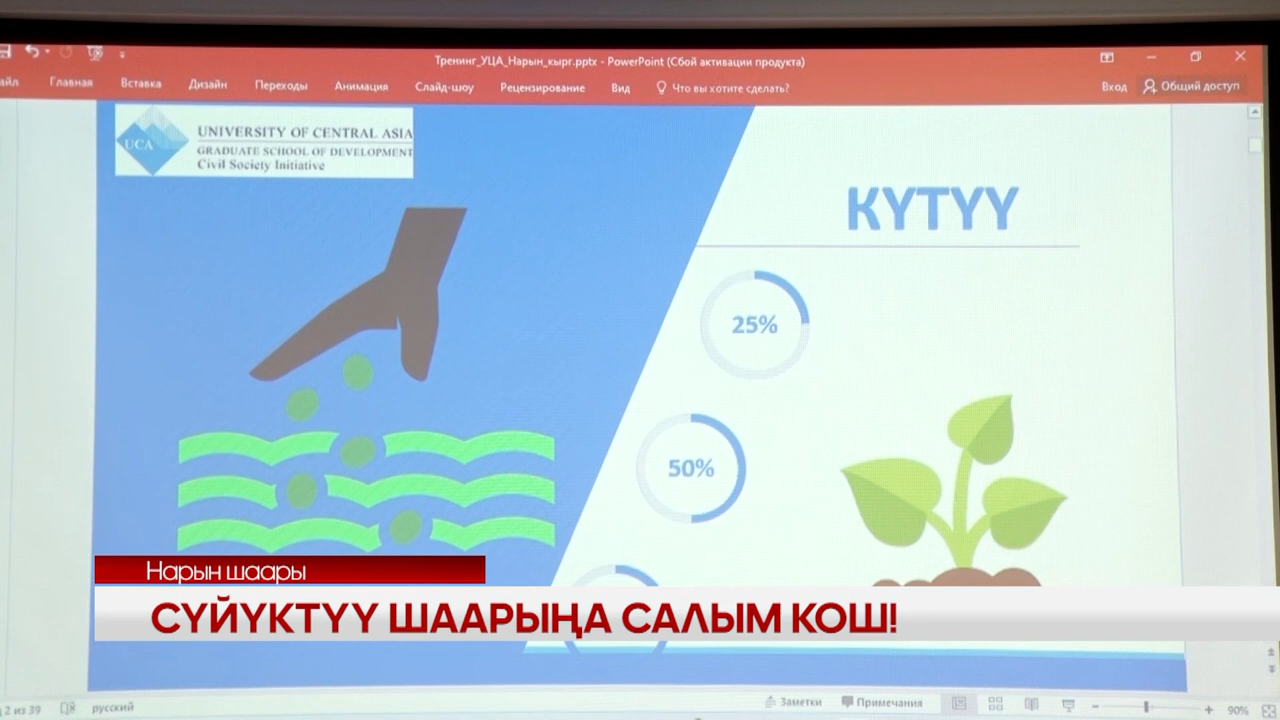 Тренинг_УЦА_Нарын_кырг.pptx - PowerPoint (Сбой активации продукта)
Главная Вставка Дизайн Переходы Анимация Слайд-шоу Рецензирование Вид Что вы хотите сделать? Вход Общий доступ
UCA
UNIVERSITY OF CENTRAL ASIA
GRADUATE SCHOOL OF DEVELOPMENT
Civil Society Initiative
КҮТҮҮ
25%
50%
Нарын шаары
СҮЙҮКТҮҮ ШААРЫҢА САЛЫМ КОШ!
2 из 39 русский Заметки Примечания 90%